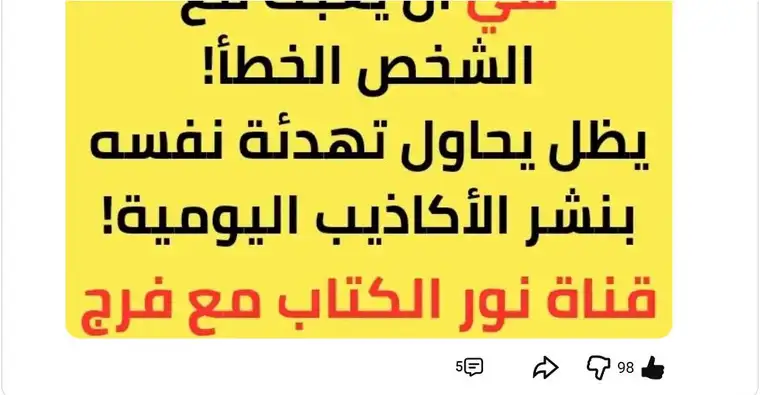 الشخص الخطأ!
يظل يحاول تهدئة نفسه
بنشر الأكاذيب اليومية!
قناة نور الكتاب مع فرج
98 5